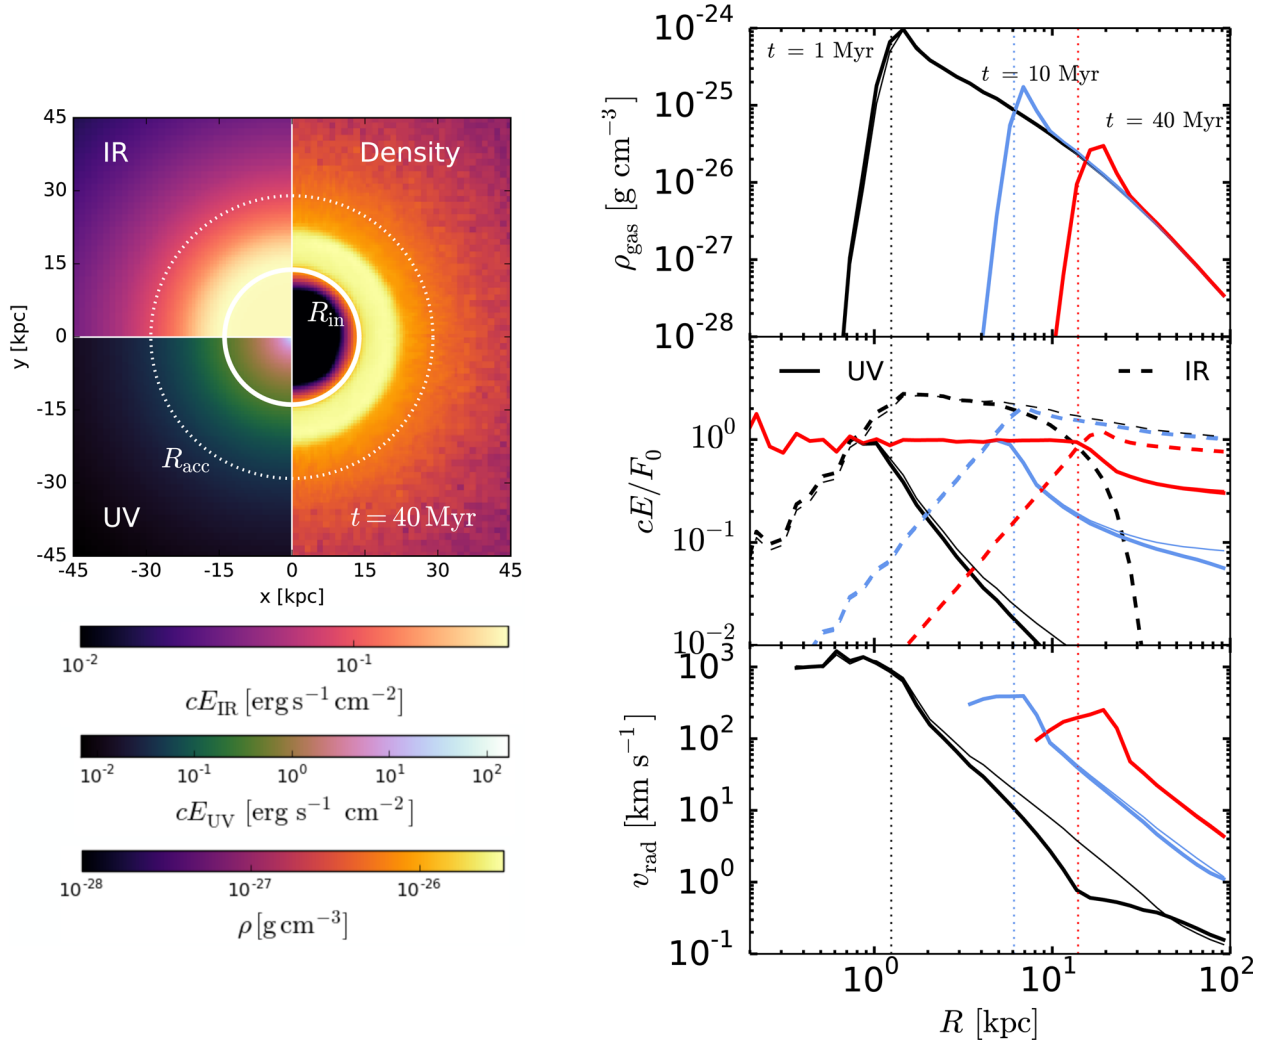 45
30
15
0
-15
-30
-45
y [kpc]
IR
Density
R_in
R_acc
UV
t = 40 Myr
-45 -30 -15 0 15 30 45
x [kpc]
10^-2 10^-1
cE_IR [erg s^-1 cm^-2]
10^-2 10^-1 10^0 10^1 10^2
cE_UV [erg s^-1 cm^-2]
10^-28 10^-27 10^-26
ρ [g cm^-3]
10^-24
10^-25
10^-26
10^-27
10^-28
ρ_gas [g cm^-3]
t = 1 Myr
t = 10 Myr
t = 40 Myr
UV IR
10^0
10^-1
10^-2
cE/F_0
10^3
10^2
10^1
10^0
10^-1
v_rad [km s^-1]
10^0 10^1 10^2
R [kpc]